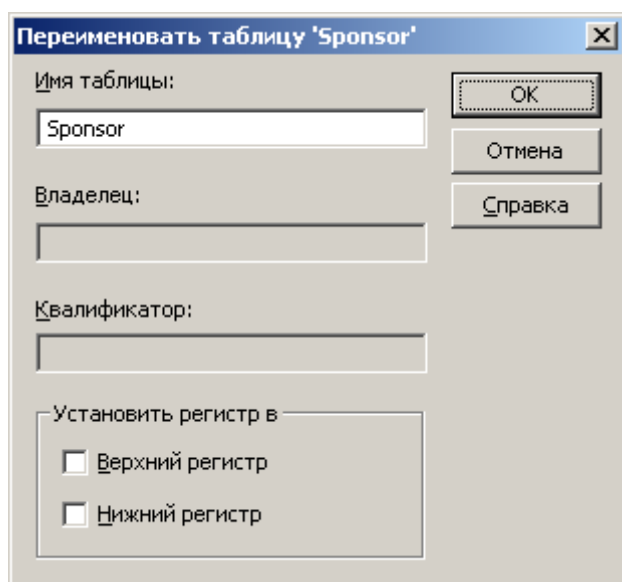 Переименовать таблицу 'Sponsor'
Имя таблицы:
Sponsor
OK
Отмена
Справка
Владелец:
Квалификатор:
Установить регистр в
Верхний регистр
Нижний регистр